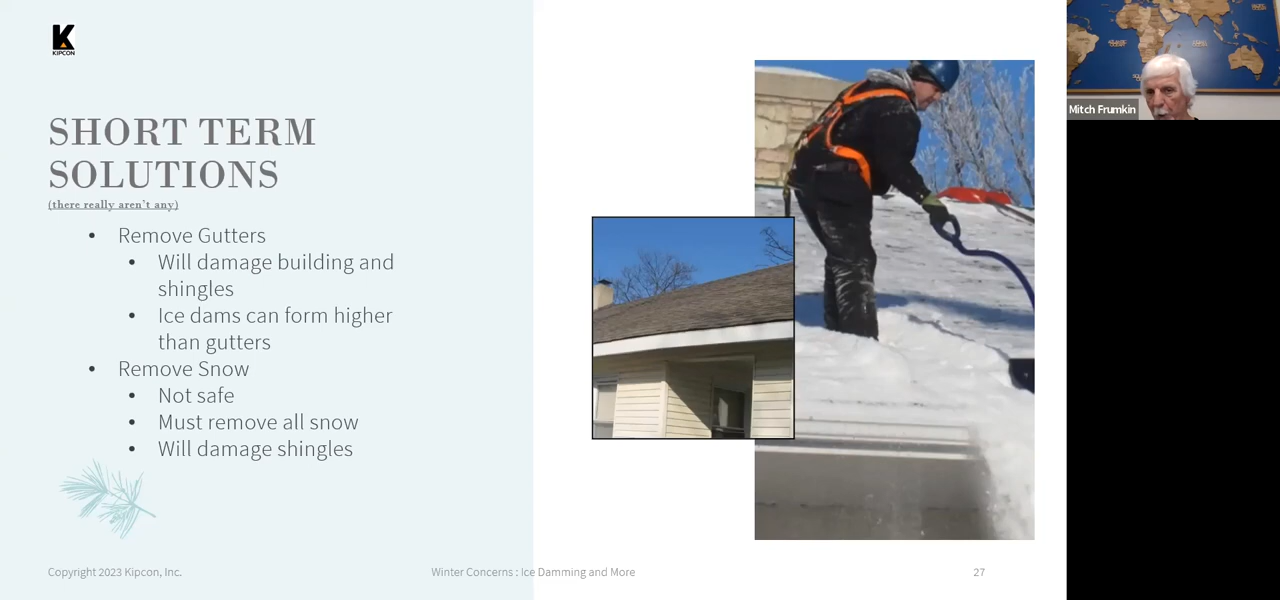 K
KIPCON
SHORT TERM
SOLUTIONS
(there really aren't any)
• Remove Gutters
• Will damage building and
shingles
• Ice dams can form higher
than gutters
• Remove Snow
• Not safe
• Must remove all snow
• Will damage shingles
Copyright 2023 Kipcon, Inc.
Winter Concerns : Ice Damming and More
27
Mitch Frumkin